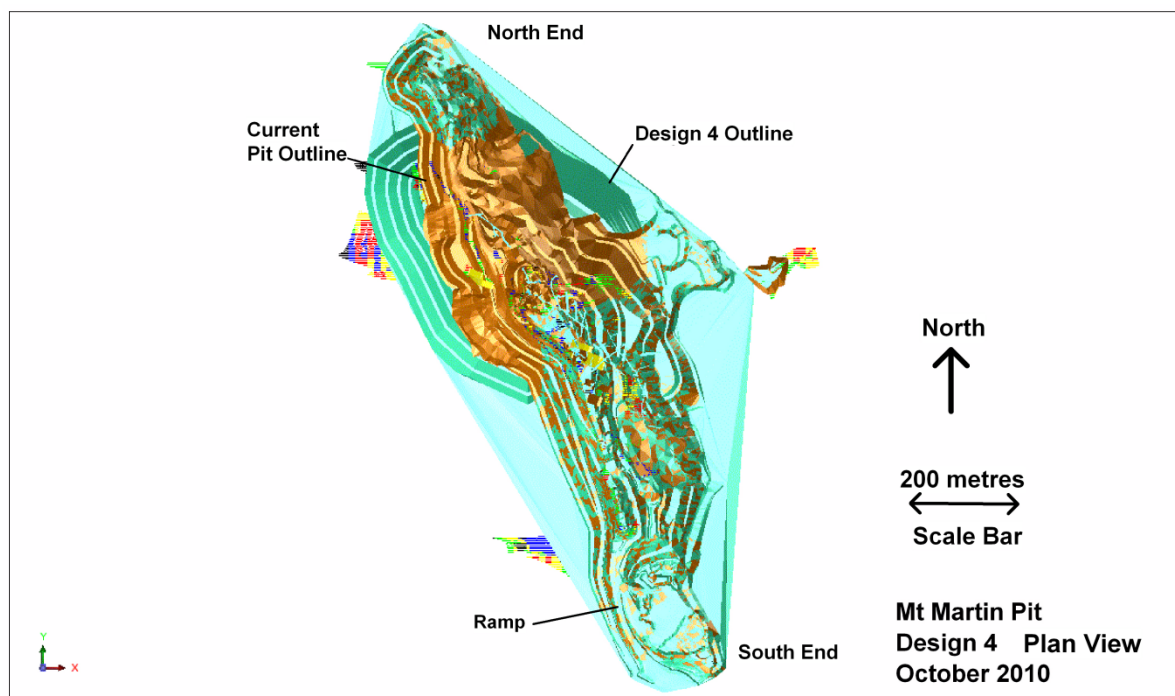 North End
Current
Pit Outline
Design 4 Outline
North
200 metres
Scale Bar
Ramp
South End
Mt Martin Pit
Design 4 Plan View
October 2010
Y
X